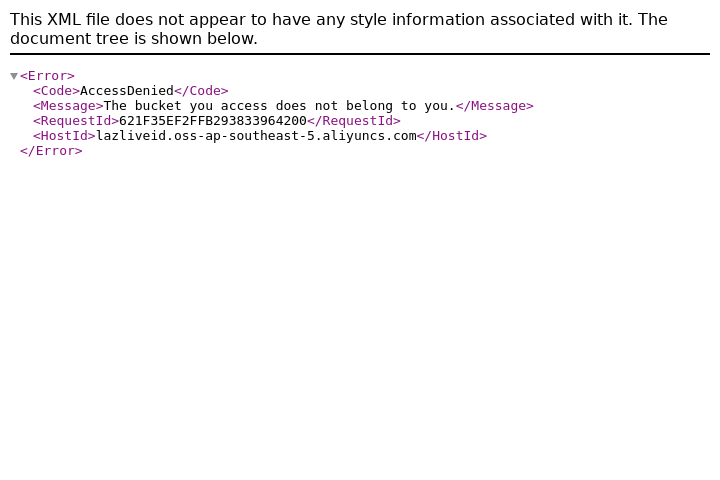 This XML file does not appear to have any style information associated with it. The
document tree is shown below.
<Error>
<Code>AccessDenied</Code>
<Message>The bucket you access does not belong to you.</Message>
<RequestId>621F35EF2FFB293833964200</RequestId>
<HostId>lazliveid.oss-ap-southeast-5.aliyuncs.com</HostId>
</Error>